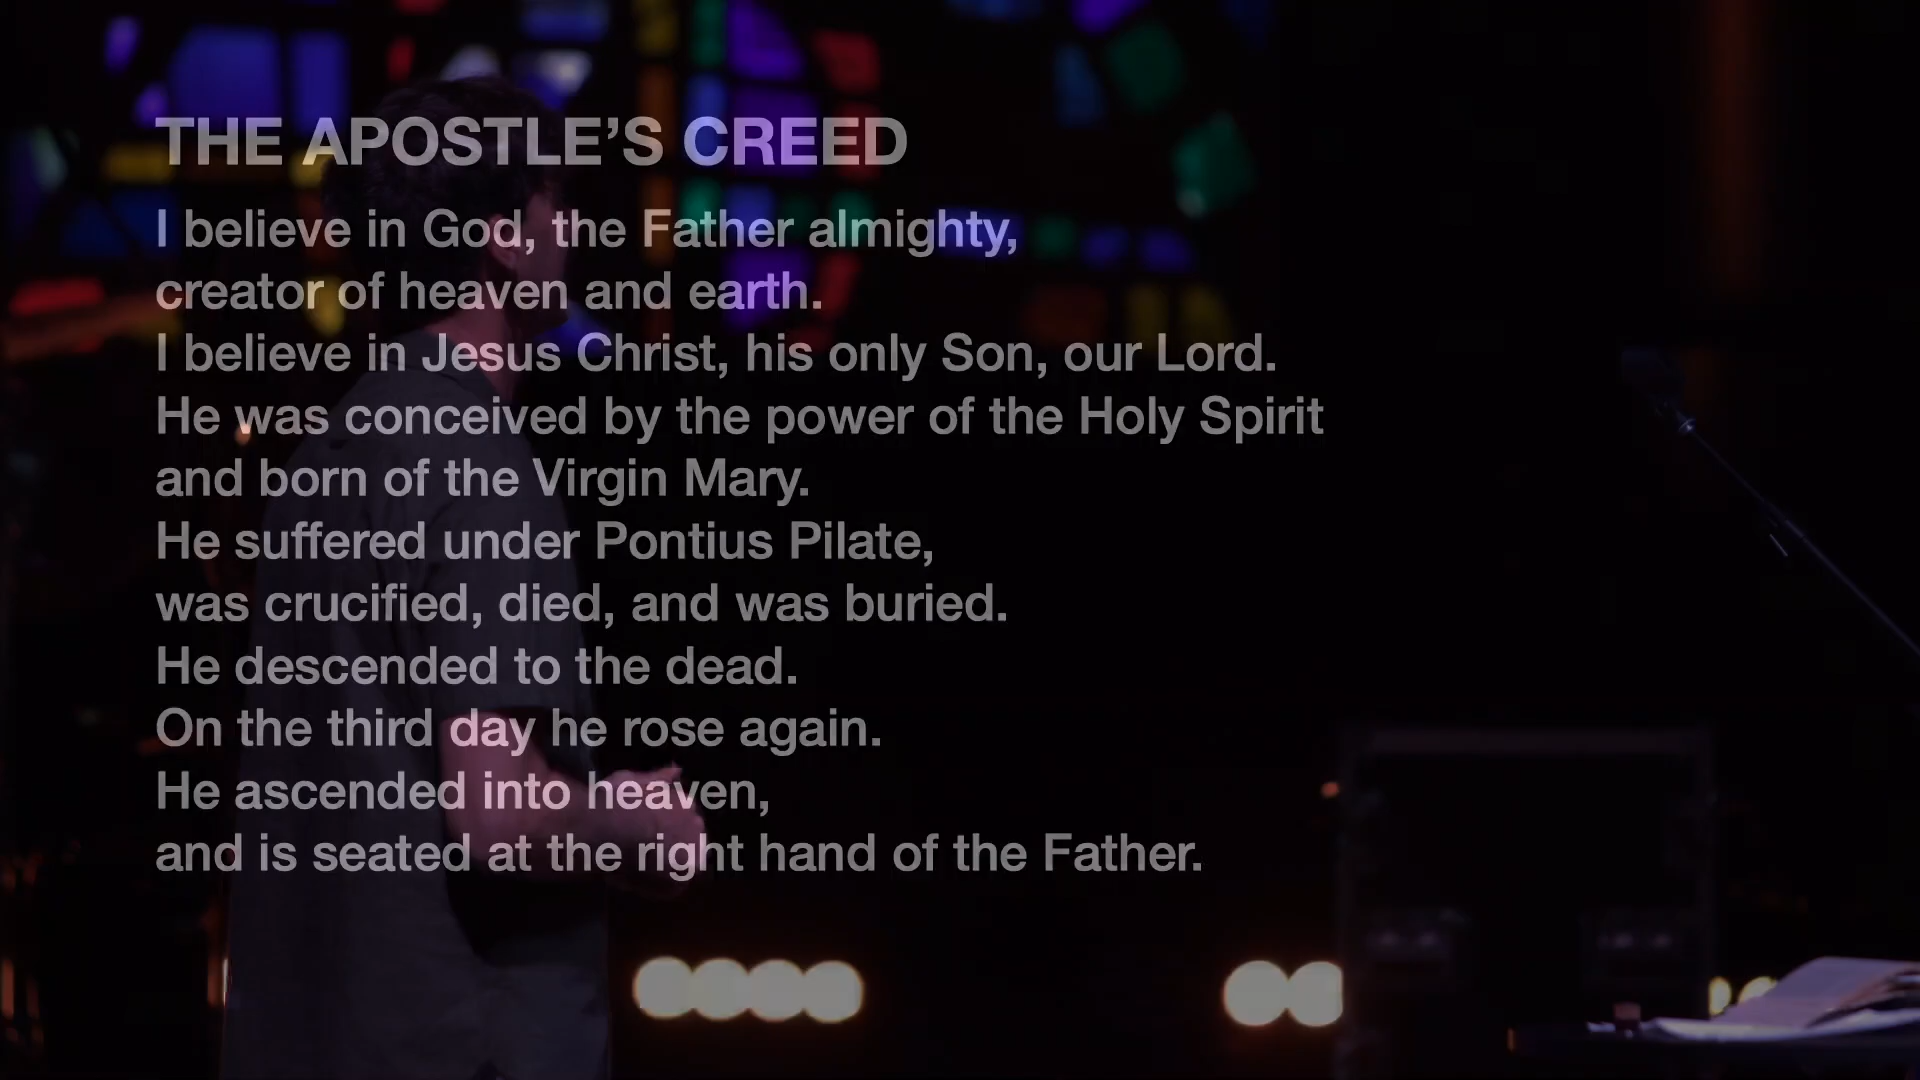 THE APOSTLE’S CREED
I believe in God, the Father almighty,
creator of heaven and earth.
I believe in Jesus Christ, his only Son, our Lord.
He was conceived by the power of the Holy Spirit
and born of the Virgin Mary.
He suffered under Pontius Pilate,
was crucified, died, and was buried.
He descended to the dead.
On the third day he rose again.
He ascended into heaven,
and is seated at the right hand of the Father.